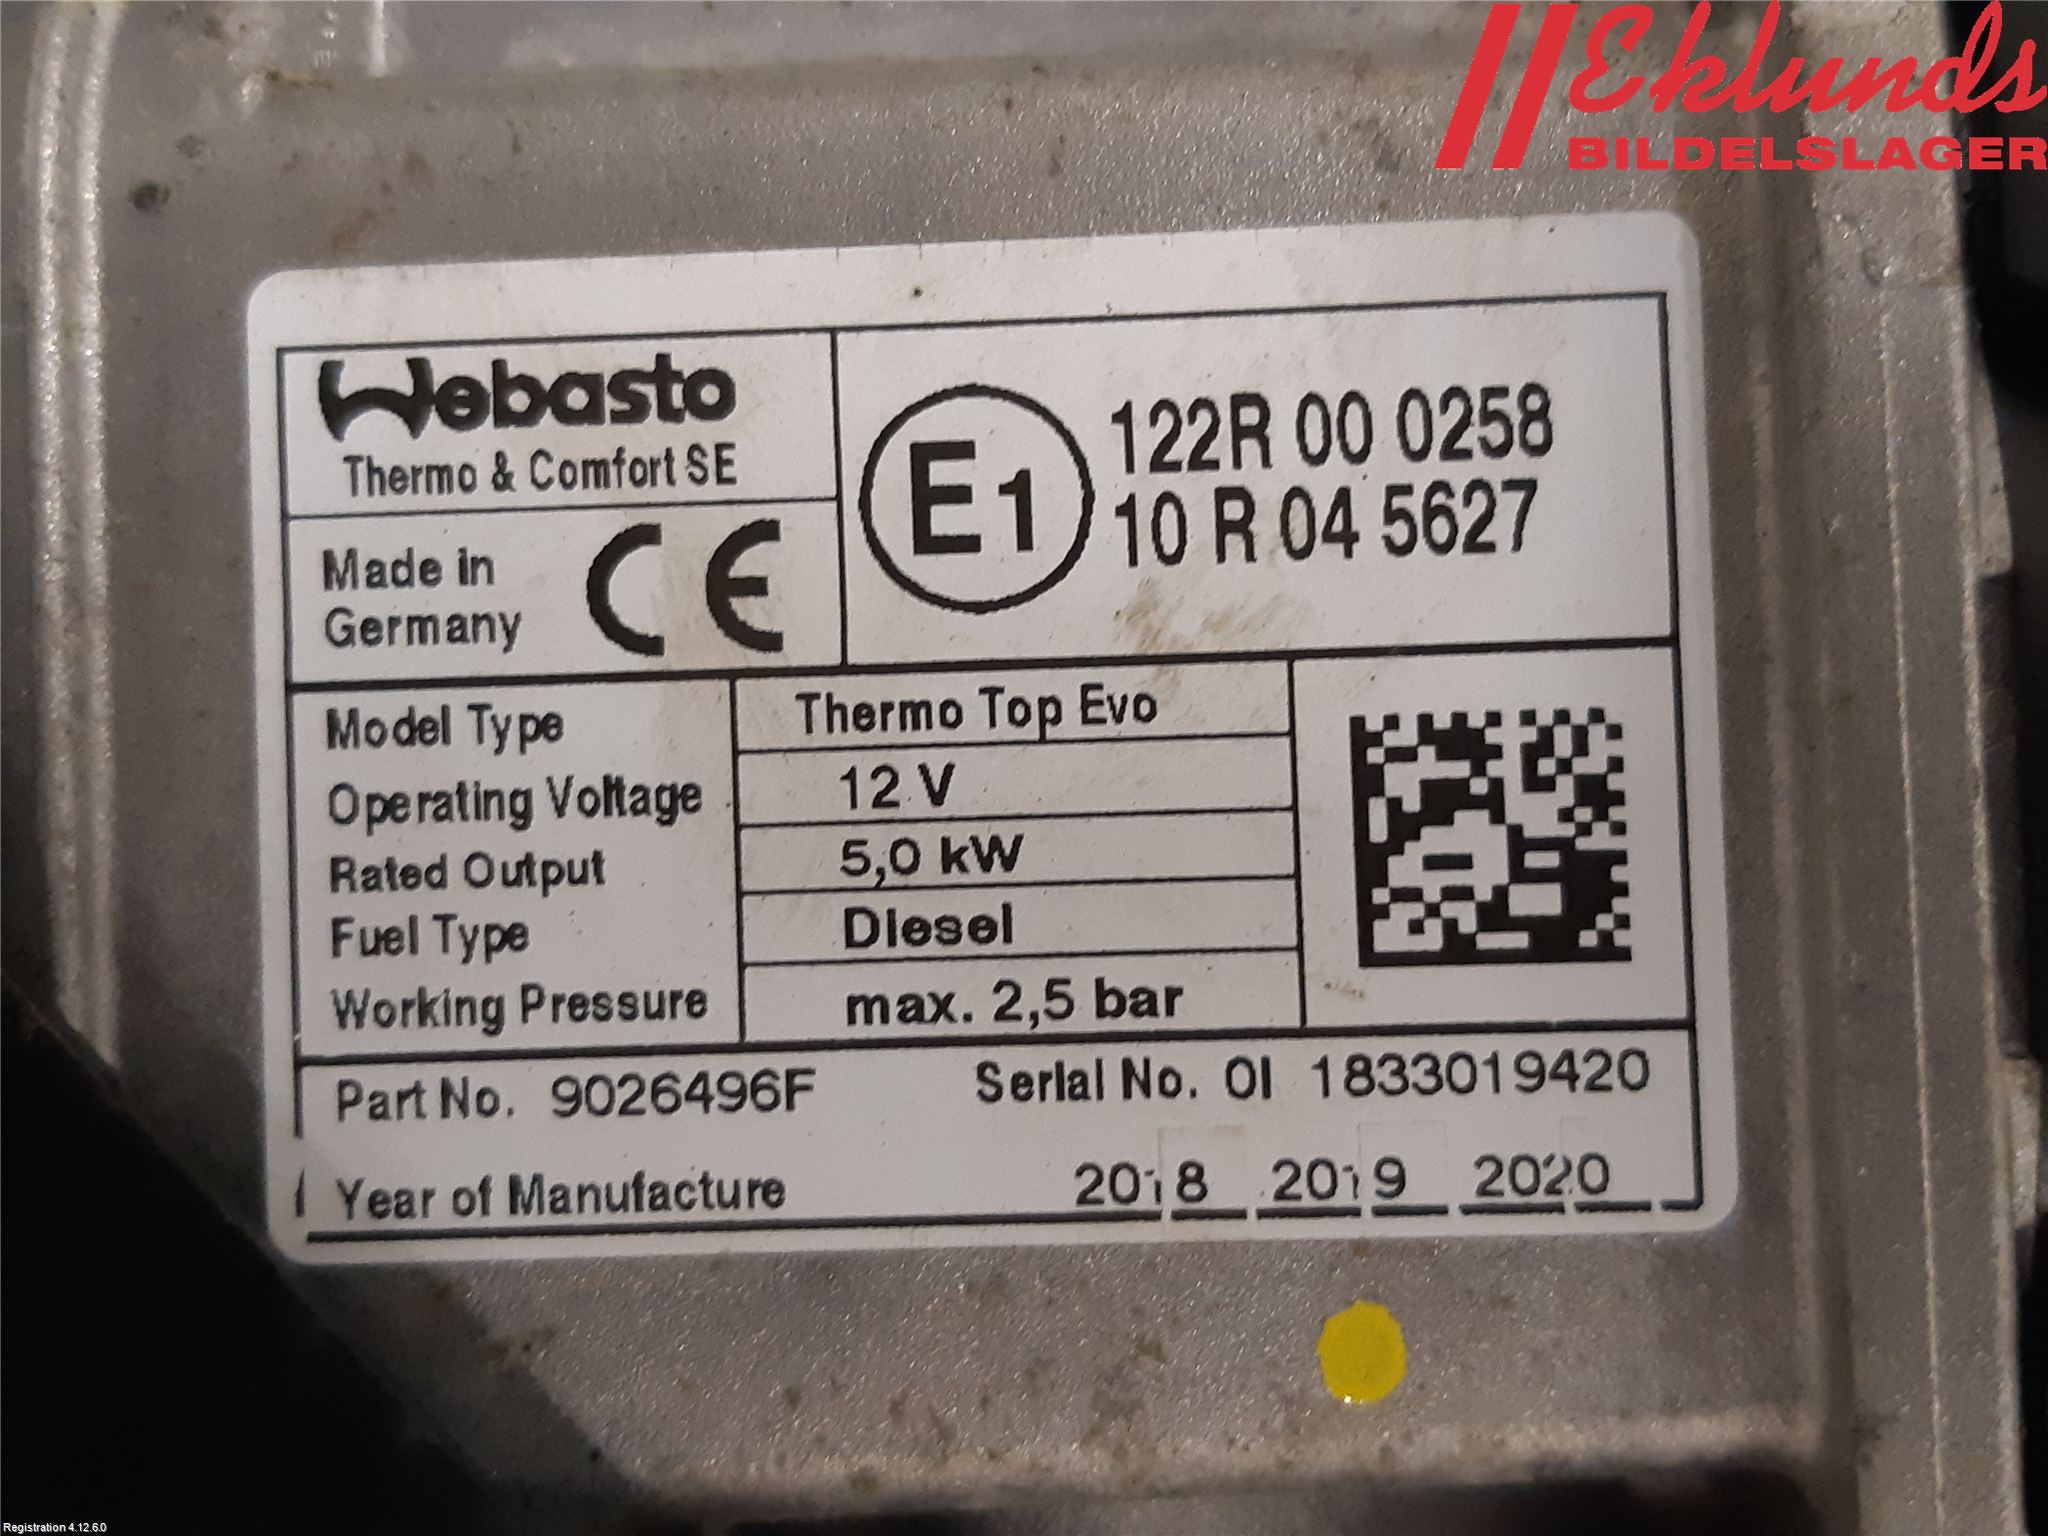 Eklunds
BILDELSLAGER
Webasto
Thermo & Comfort SE
Made in
Germany
CE
E1
122R 00 0258
10 R 04 5627
Model Type Thermo Top Evo
Operating Voltage 12 V
Rated Output 5,0 kW
Fuel Type Diesel
Working Pressure max. 2,5 bar
Part No. 9026496F Serial No. OI 1833019420
Year of Manufacture 2018 2019 2020
Registration 4.12.6.0